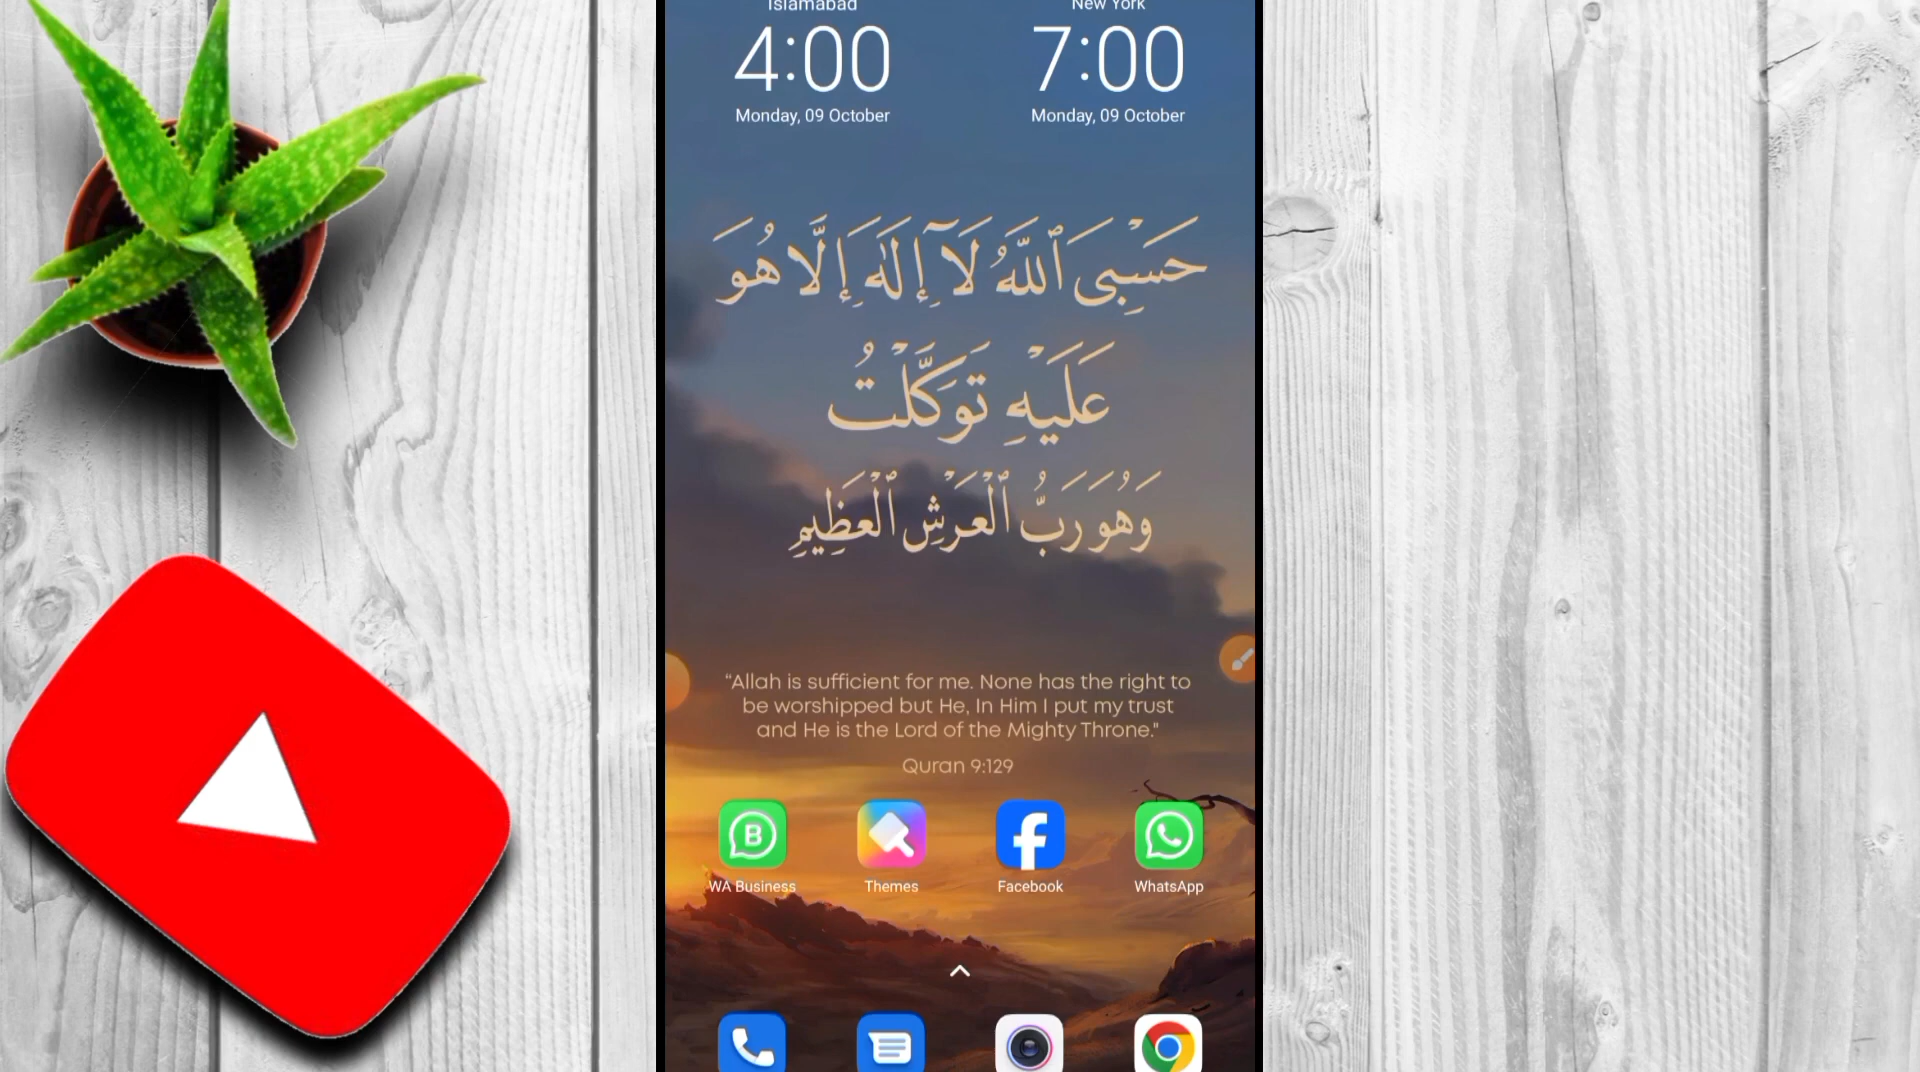 Islamabad
New York
4:00
7:00
Monday, 09 October
Monday, 09 October
حَسْبِىَ ٱللَّهُ لَآ إِلَٰهَ إِلَّا هُوَ
عَلَيْهِ تَوَكَّلْتُ
وَهُوَ رَبُّ ٱلْعَرْشِ ٱلْعَظِيمِ
“Allah is sufficient for me. None has the right to
be worshipped but He, In Him I put my trust
and He is the Lord of the Mighty Throne."
Quran 9:129
B
WA Business
Themes
Facebook
WhatsApp